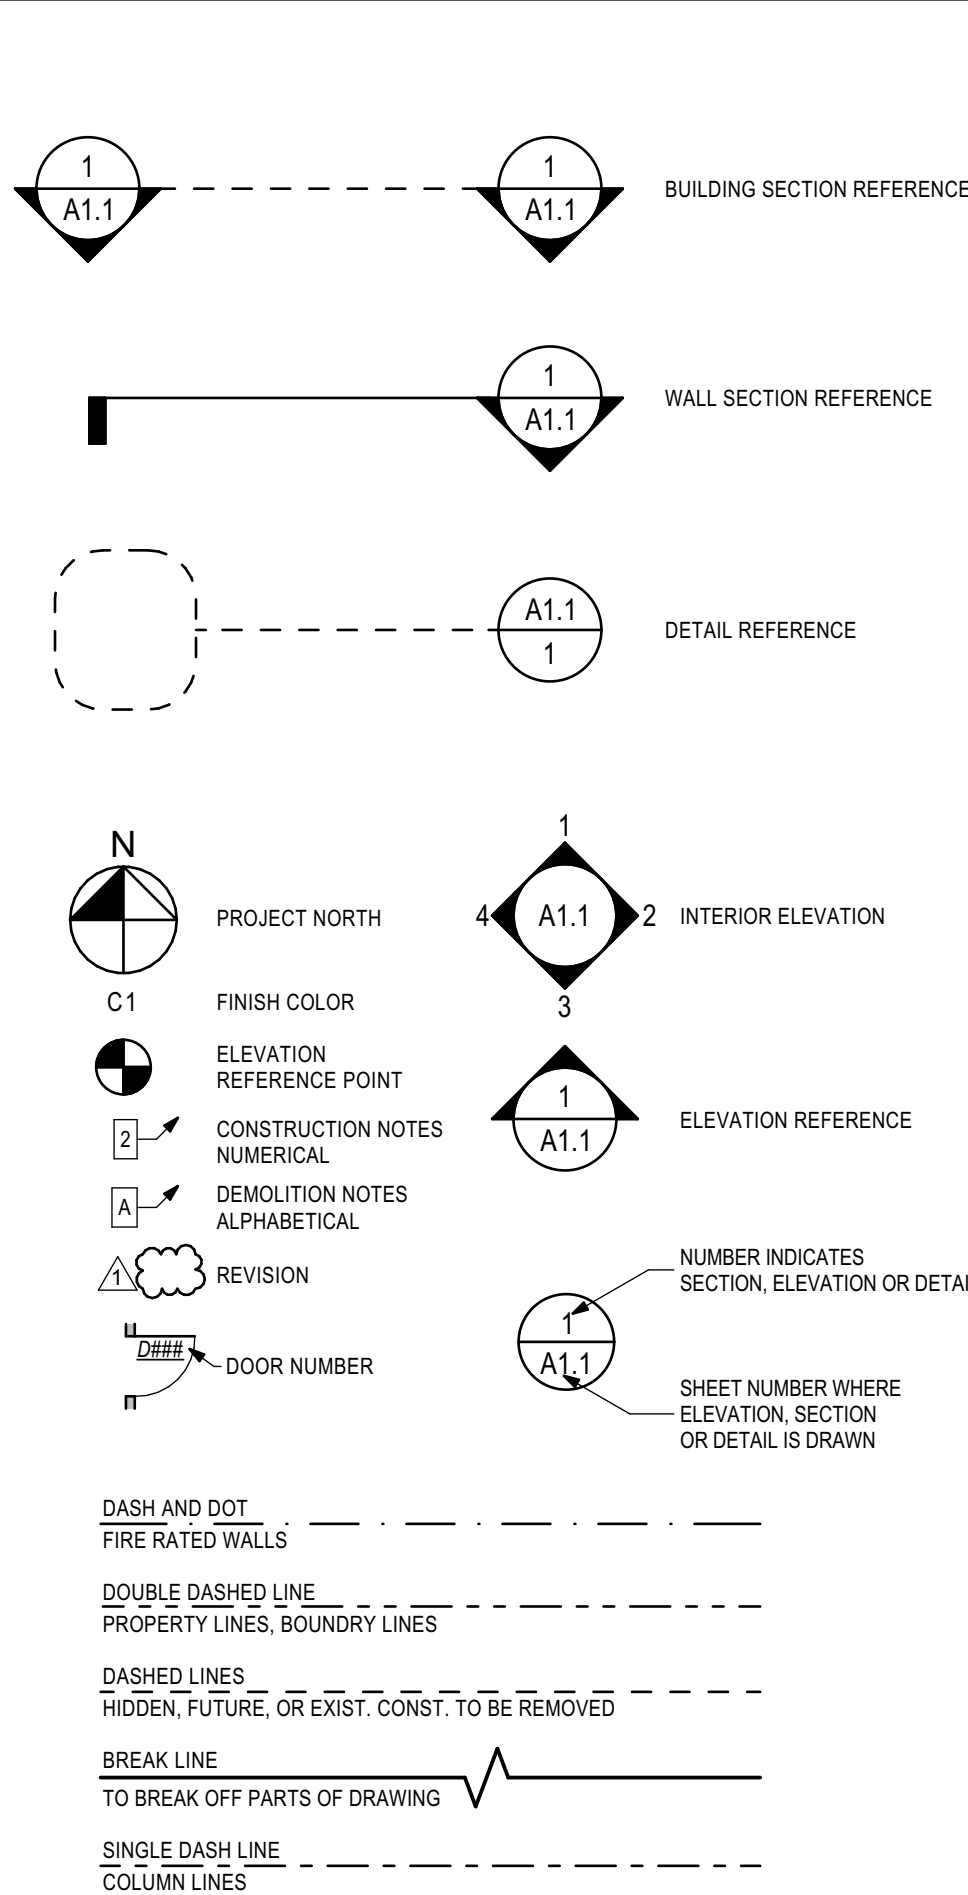 1
A1.1
1
A1.1
BUILDING SECTION REFERENCE
1
A1.1
WALL SECTION REFERENCE
A1.1
1
DETAIL REFERENCE
N
PROJECT NORTH
C1
FINISH COLOR
ELEVATION
REFERENCE POINT
2
CONSTRUCTION NOTES
NUMERICAL
A
DEMOLITION NOTES
ALPHABETICAL
1
REVISION
D###
DOOR NUMBER
1
4
A1.1
2
3
INTERIOR ELEVATION
1
A1.1
ELEVATION REFERENCE
NUMBER INDICATES
SECTION, ELEVATION OR DETAI
1
A1.1
SHEET NUMBER WHERE
ELEVATION, SECTION
OR DETAIL IS DRAWN
DASH AND DOT
FIRE RATED WALLS
DOUBLE DASHED LINE
PROPERTY LINES, BOUNDRY LINES
DASHED LINES
HIDDEN, FUTURE, OR EXIST. CONST. TO BE REMOVED
BREAK LINE
TO BREAK OFF PARTS OF DRAWING
SINGLE DASH LINE
COLUMN LINES